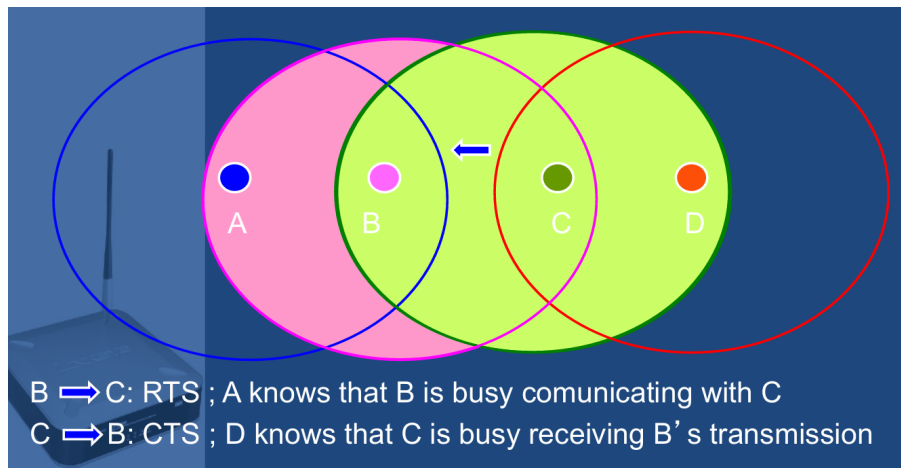 A B C D
B → C: RTS ; A knows that B is busy comunicating with C
C → B: CTS ; D knows that C is busy receiving B's transmission